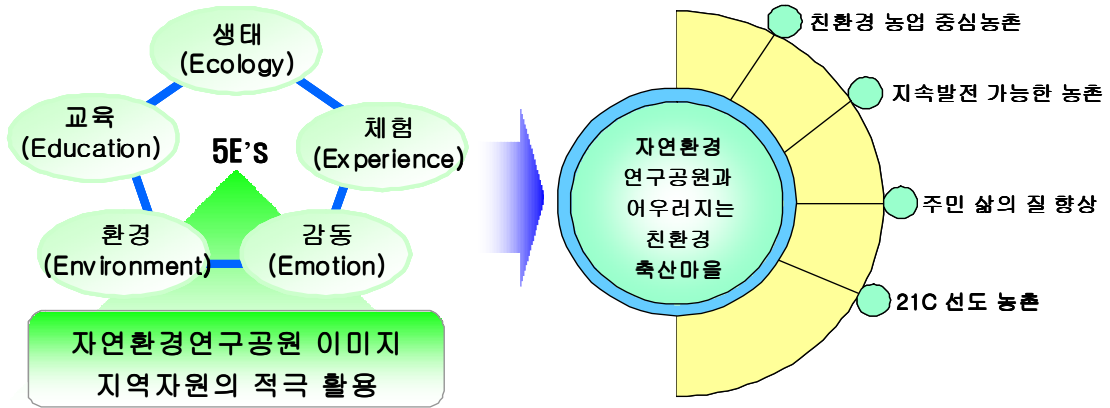 생태
(Ecology)
교육
(Education)
5E's
체험
(Experience)
환경
(Environment)
감동
(Emotion)
자연환경연구공원 이미지
지역자원의 적극 활용
자연환경
연구공원과
어우러지는
친환경
축산마을
친환경 농업 중심농촌
지속발전 가능한 농촌
주민 삶의 질 향상
21C 선도 농촌